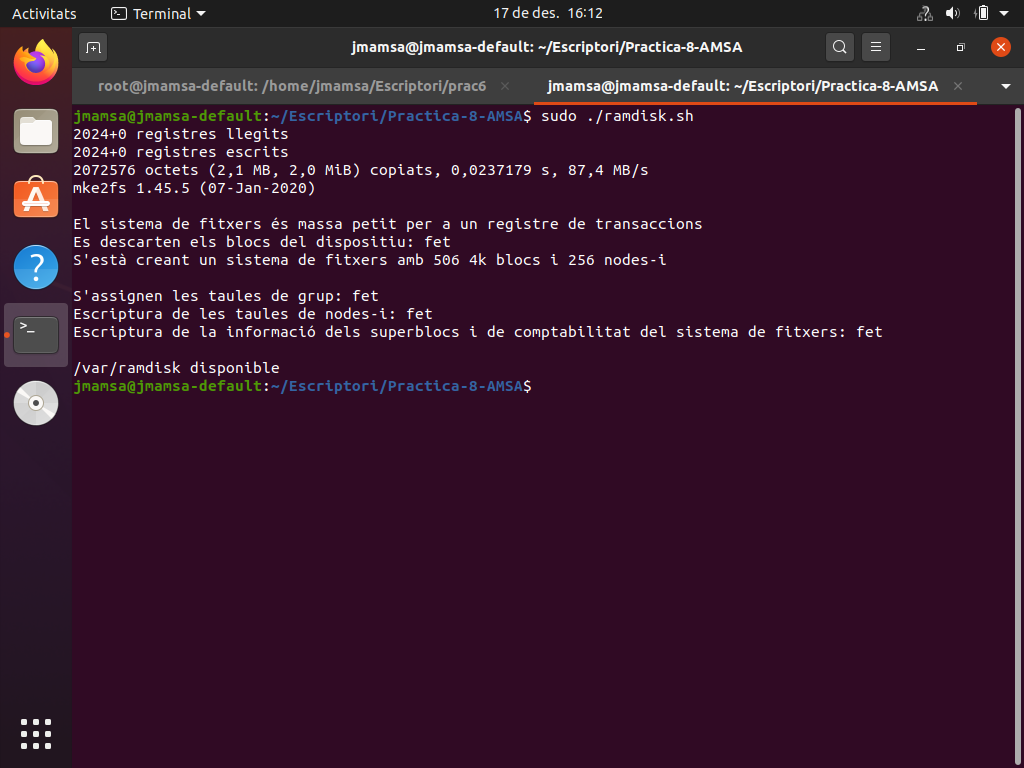 Activitats
Terminal
17 de des. 16:12
jmamsa@jmamsa-default: ~/Escriptori/Practica-8-AMSA
root@jmamsa-default: /home/jmamsa/Escriptori/prac6
jmamsa@jmamsa-default: ~/Escriptori/Practica-8-AMSA
jmamsa@jmamsa-default:~/Escriptori/Practica-8-AMSA$ sudo ./ramdisk.sh
2024+0 registres llegits
2024+0 registres escrits
2072576 octets (2,1 MB, 2,0 MiB) copiats, 0,0237179 s, 87,4 MB/s
mke2fs 1.45.5 (07-Jan-2020)
El sistema de fitxers és massa petit per a un registre de transaccions
Es descarten els blocs del dispositiu: fet
S'està creant un sistema de fitxers amb 506 4k blocs i 256 nodes-i
S'assignen les taules de grup: fet
Escriptura de les taules de nodes-i: fet
Escriptura de la informació dels superblocs i de comptabilitat del sistema de fitxers: fet
/var/ramdisk disponible
jmamsa@jmamsa-default:~/Escriptori/Practica-8-AMSA$